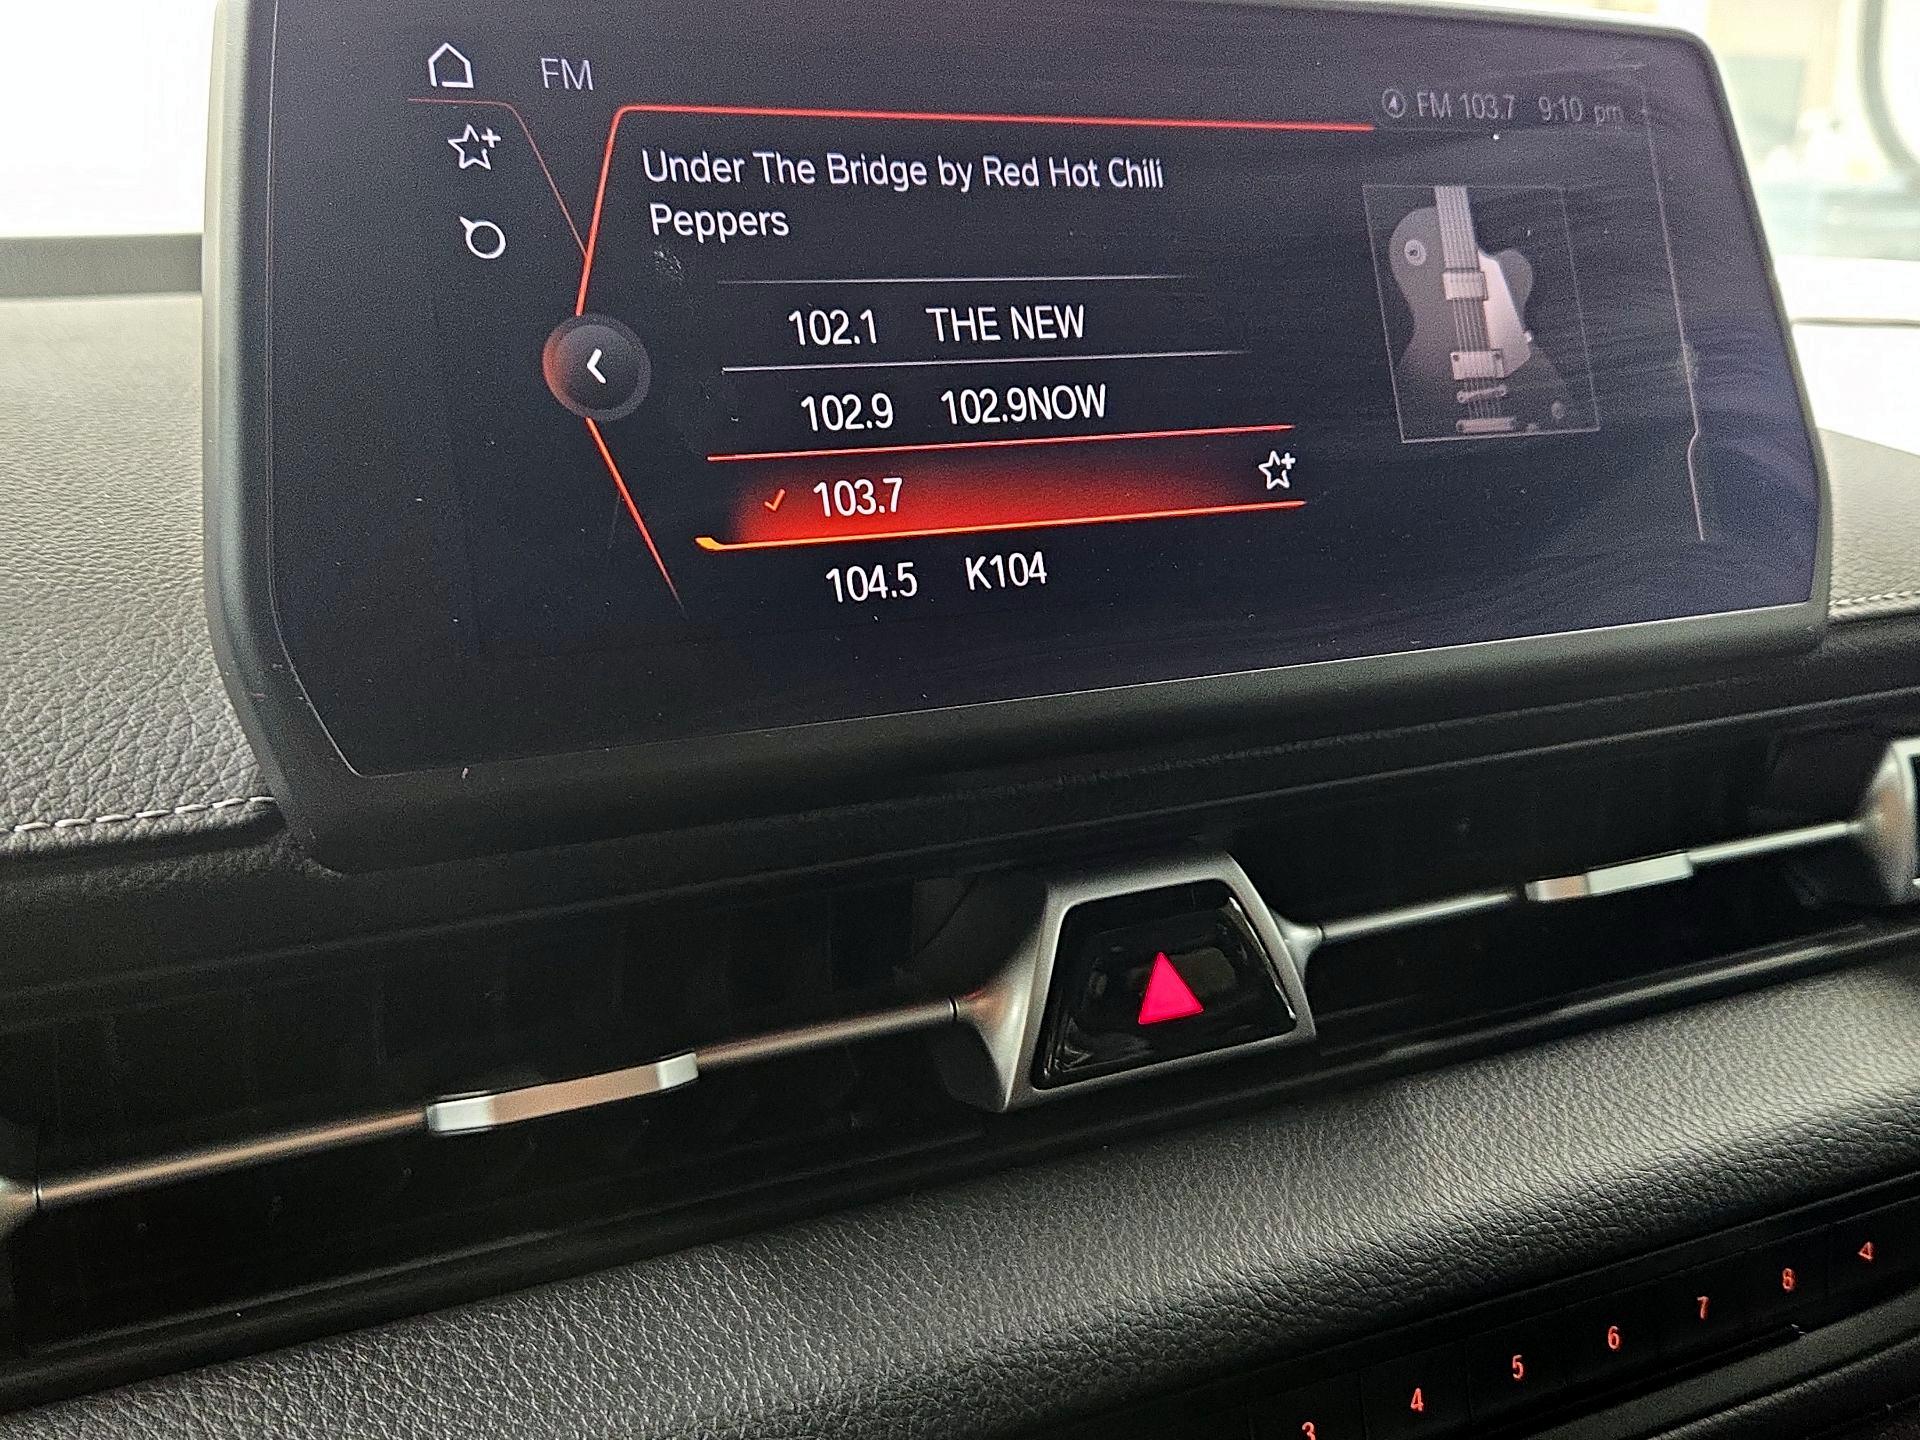 FM
FM 103.7 9:10 pm
Under The Bridge by Red Hot Chili
Peppers
102.1 THE NEW
102.9 102.9NOW
103.7
104.5 K104
3 4 5 6 7 8